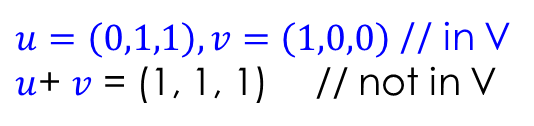 u = (0,1,1), v = (1,0,0) // in V
u+ v = (1, 1, 1) // not in V